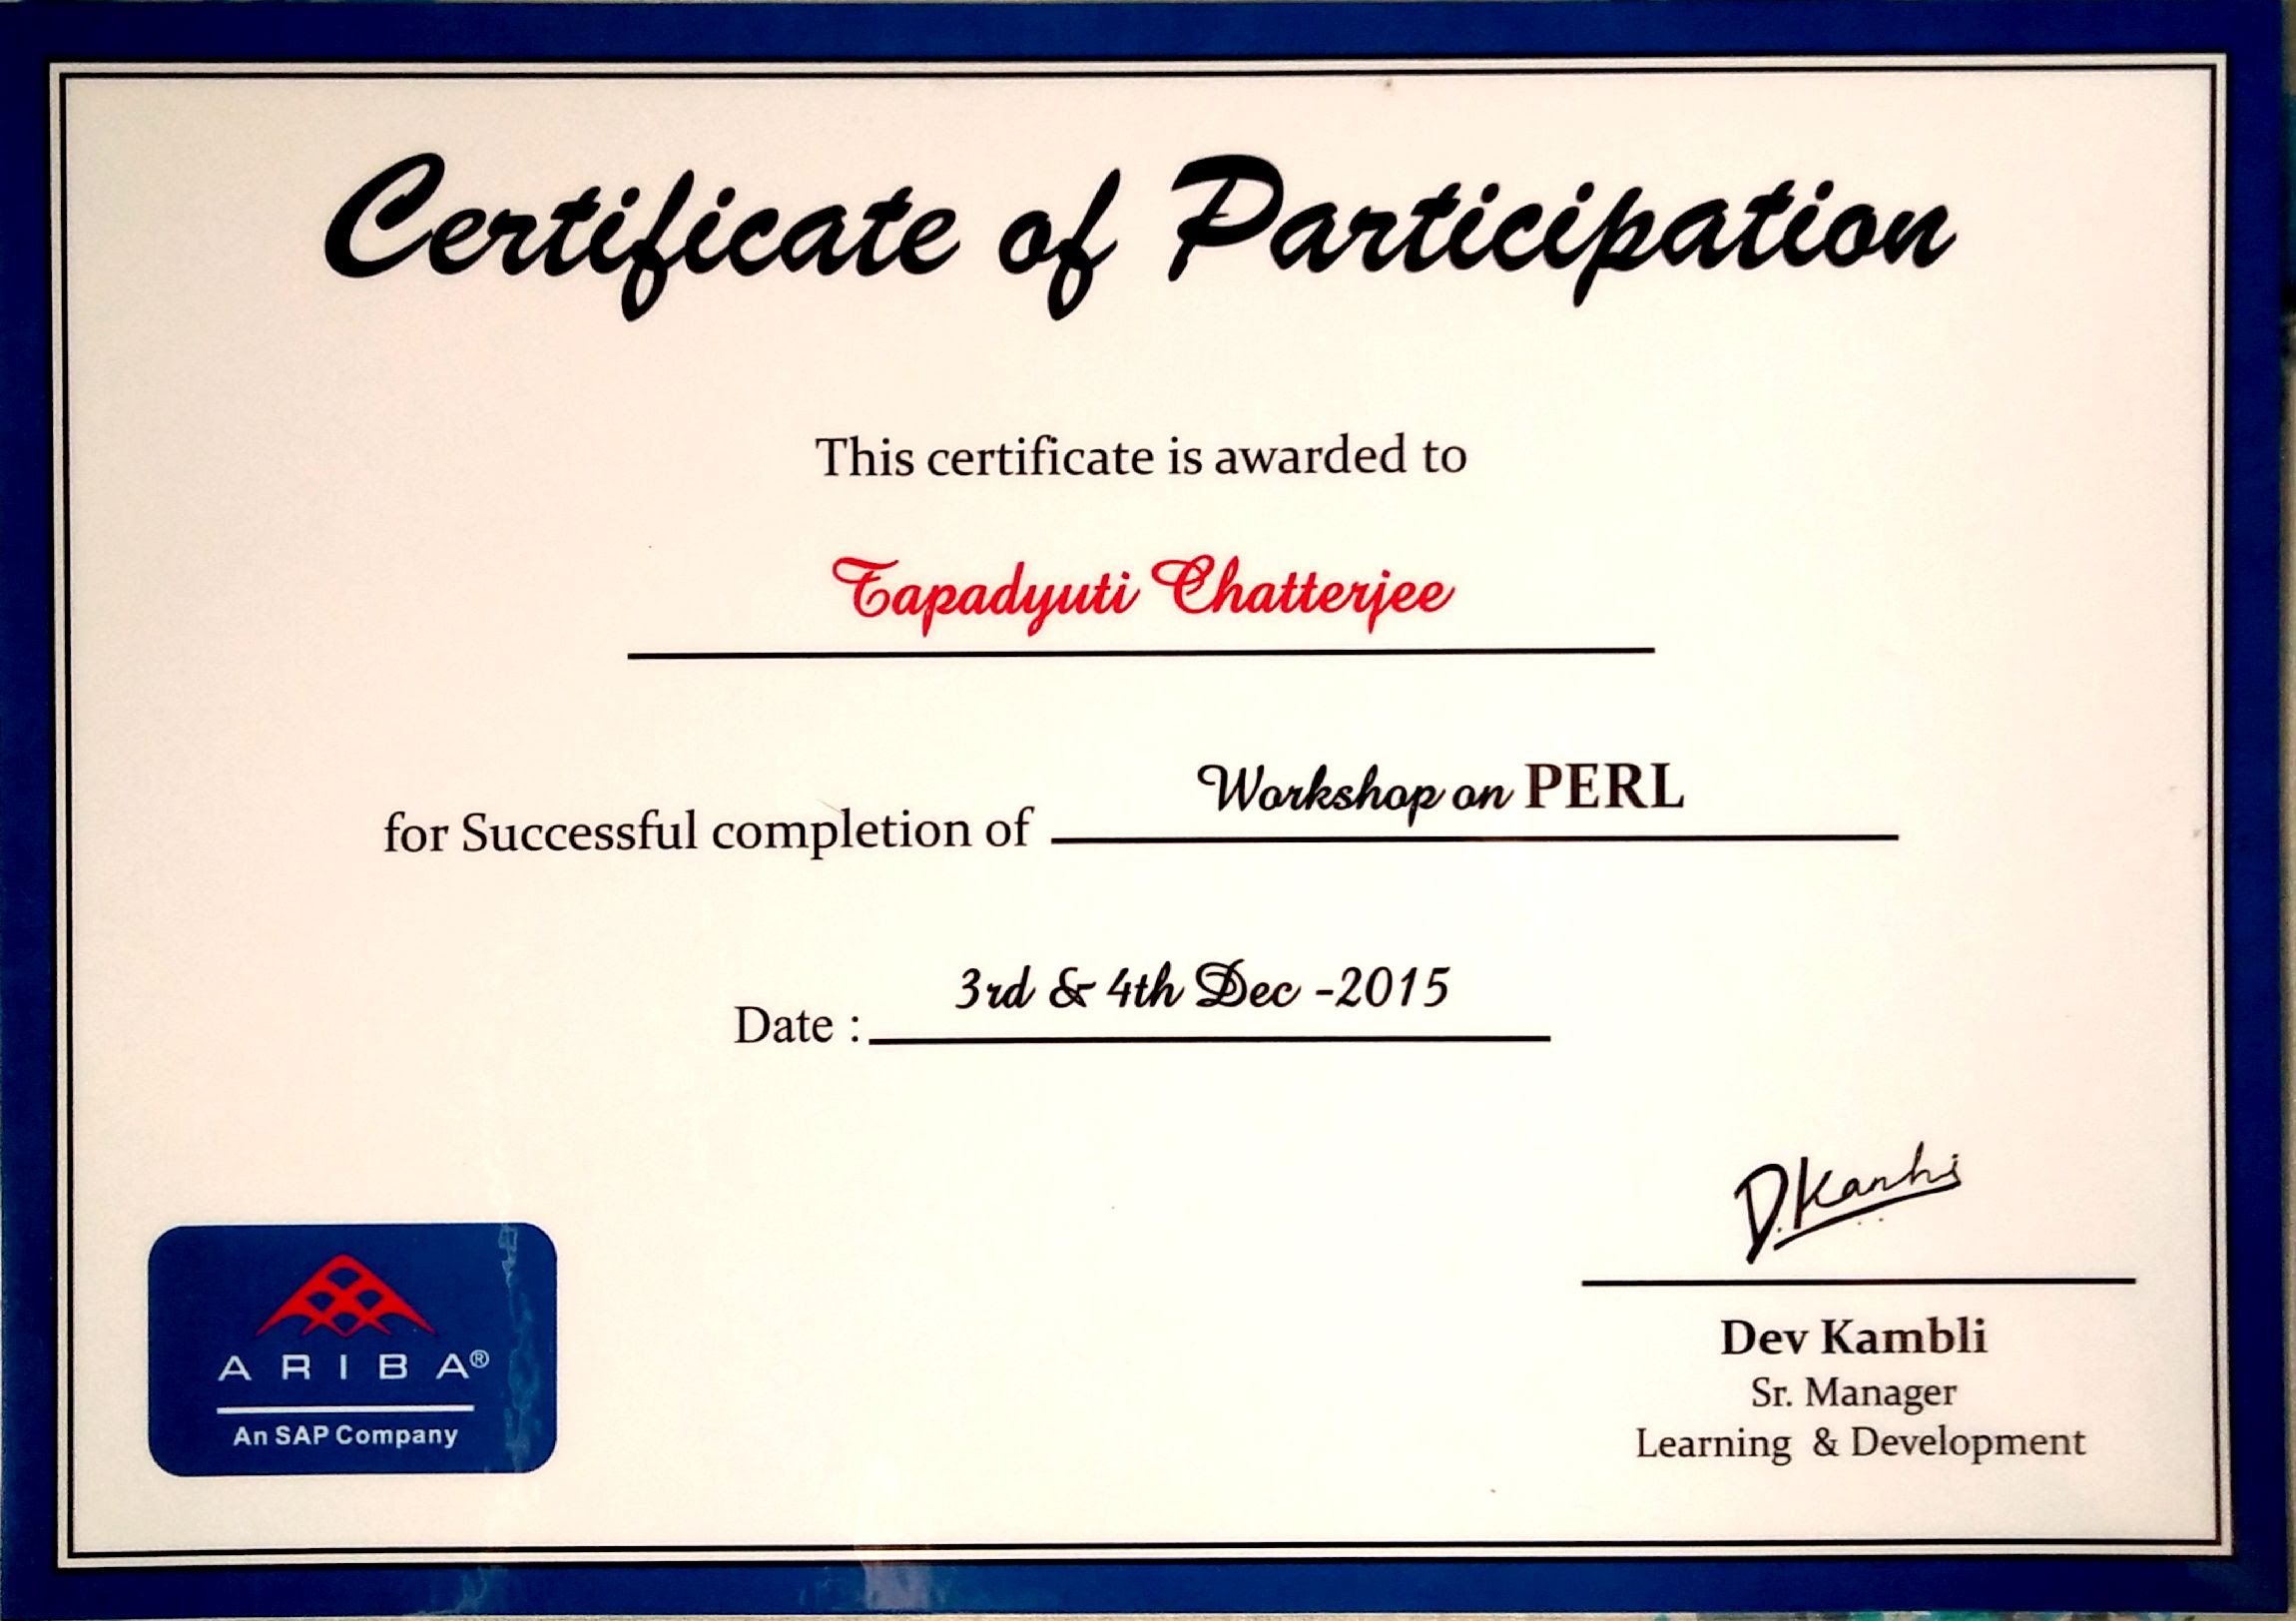 Certificate of Participation
This certificate is awarded to
Tapadyuti Chatterjee
for Successful completion of Workshop on PERL
Date : 3rd & 4th Dec -2015
D.Kambli
ARIBA®
An SAP Company
Dev Kambli
Sr. Manager
Learning & Development